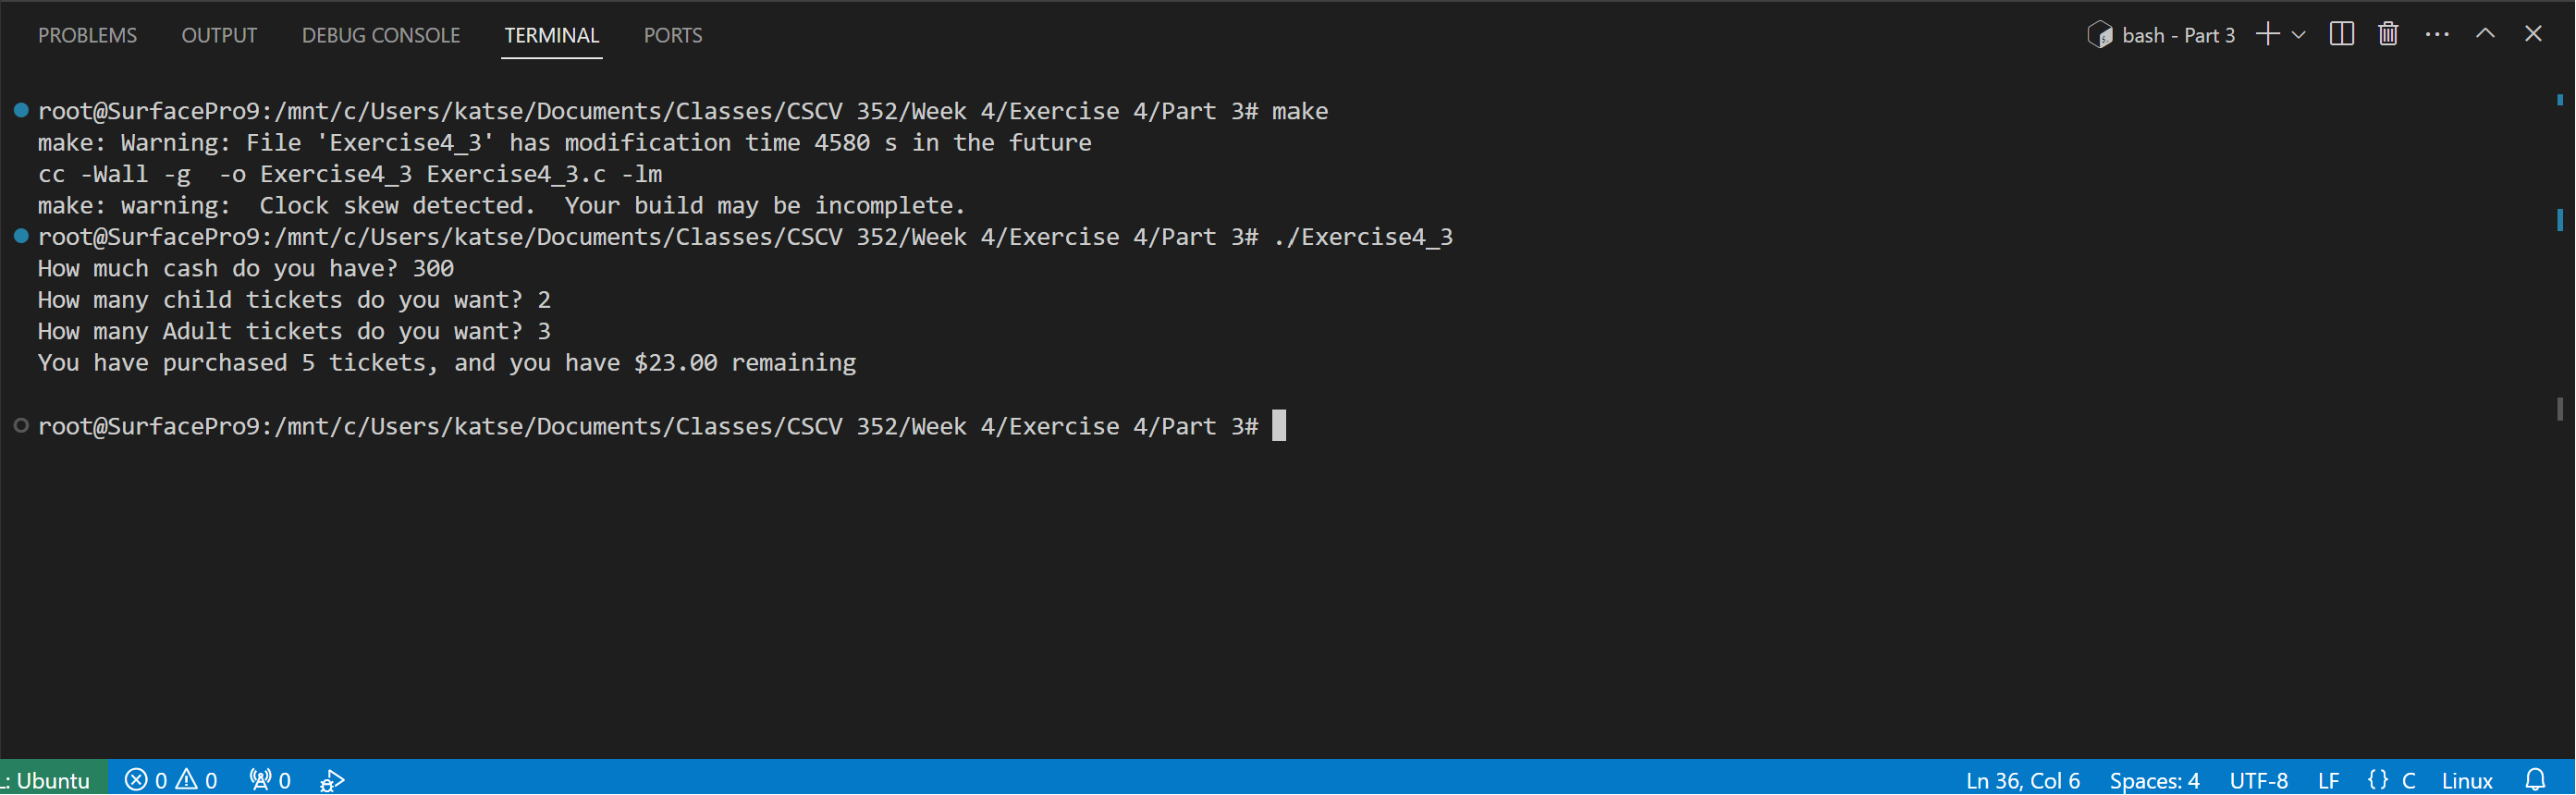 PROBLEMS OUTPUT DEBUG CONSOLE TERMINAL PORTS bash - Part 3
root@SurfacePro9:/mnt/c/Users/katse/Documents/Classes/CSCV 352/Week 4/Exercise 4/Part 3# make
make: Warning: File 'Exercise4_3' has modification time 4580 s in the future
cc -Wall -g  -o Exercise4_3 Exercise4_3.c -lm
make: warning:  Clock skew detected.  Your build may be incomplete.
root@SurfacePro9:/mnt/c/Users/katse/Documents/Classes/CSCV 352/Week 4/Exercise 4/Part 3# ./Exercise4_3
How much cash do you have? 300
How many child tickets do you want? 2
How many Adult tickets do you want? 3
You have purchased 5 tickets, and you have $23.00 remaining
root@SurfacePro9:/mnt/c/Users/katse/Documents/Classes/CSCV 352/Week 4/Exercise 4/Part 3#
: Ubuntu 0 0 0 Ln 36, Col 6 Spaces: 4 UTF-8 LF {} C Linux